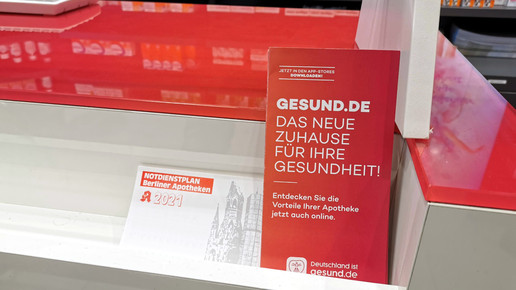 JETZT IN DEN APP-STORES
DOWNLOADEN!
GESUND.DE
DAS NEUE
ZUHAUSE
FÜR IHRE
GESUNDHEIT!
Entdecken Sie die
Vorteile Ihrer Apotheke
jetzt auch online.
Deutschland ist
gesund.de
NOTDIENSTPLAN
Berliner Apotheken
2021